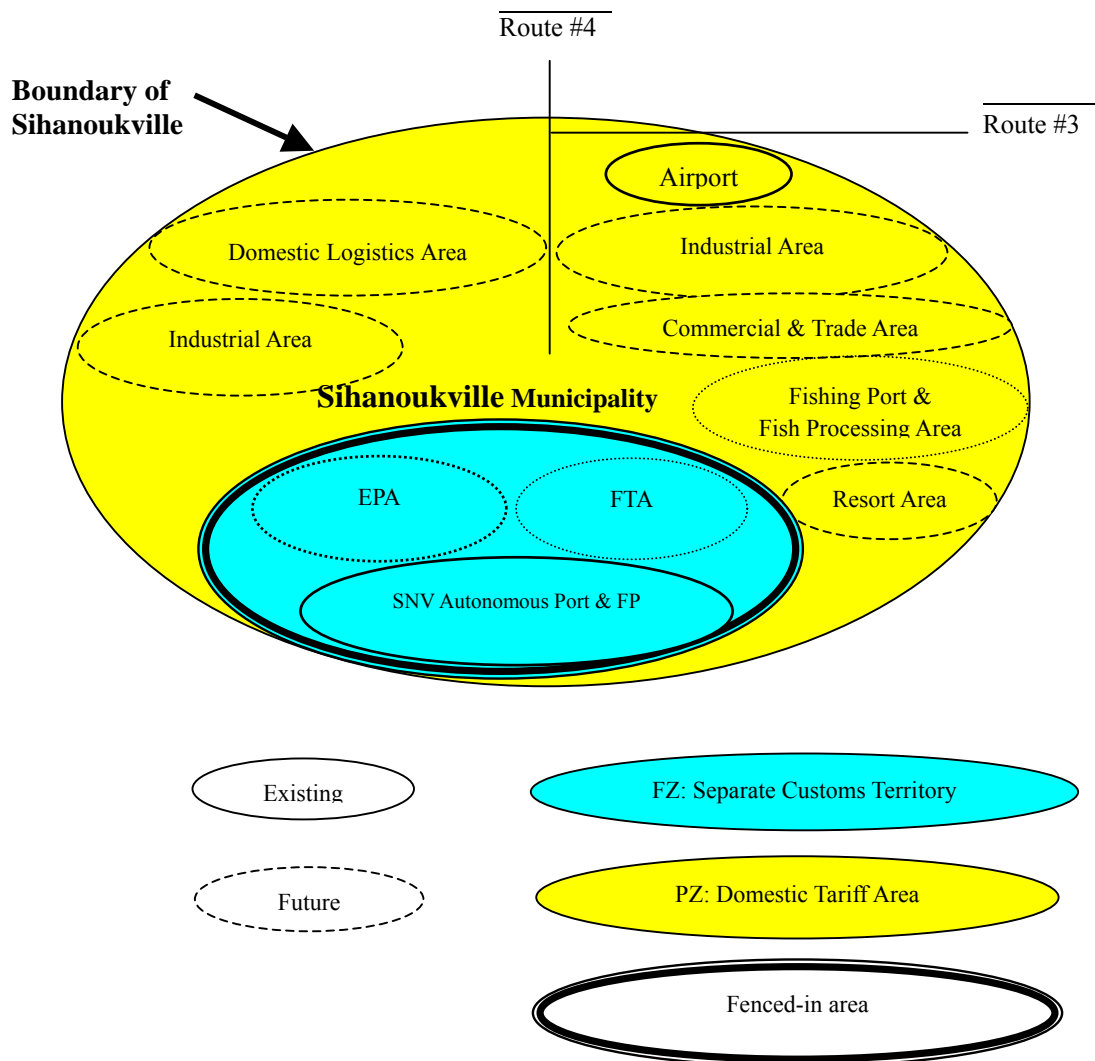 Route #4
Boundary of
Sihanoukville
Route #3
Airport
Domestic Logistics Area
Industrial Area
Industrial Area
Commercial & Trade Area
Sihanoukville Municipality
Fishing Port &
Fish Processing Area
EPA
FTA
Resort Area
SNV Autonomous Port & FP
Existing
FZ: Separate Customs Territory
Future
PZ: Domestic Tariff Area
Fenced-in area